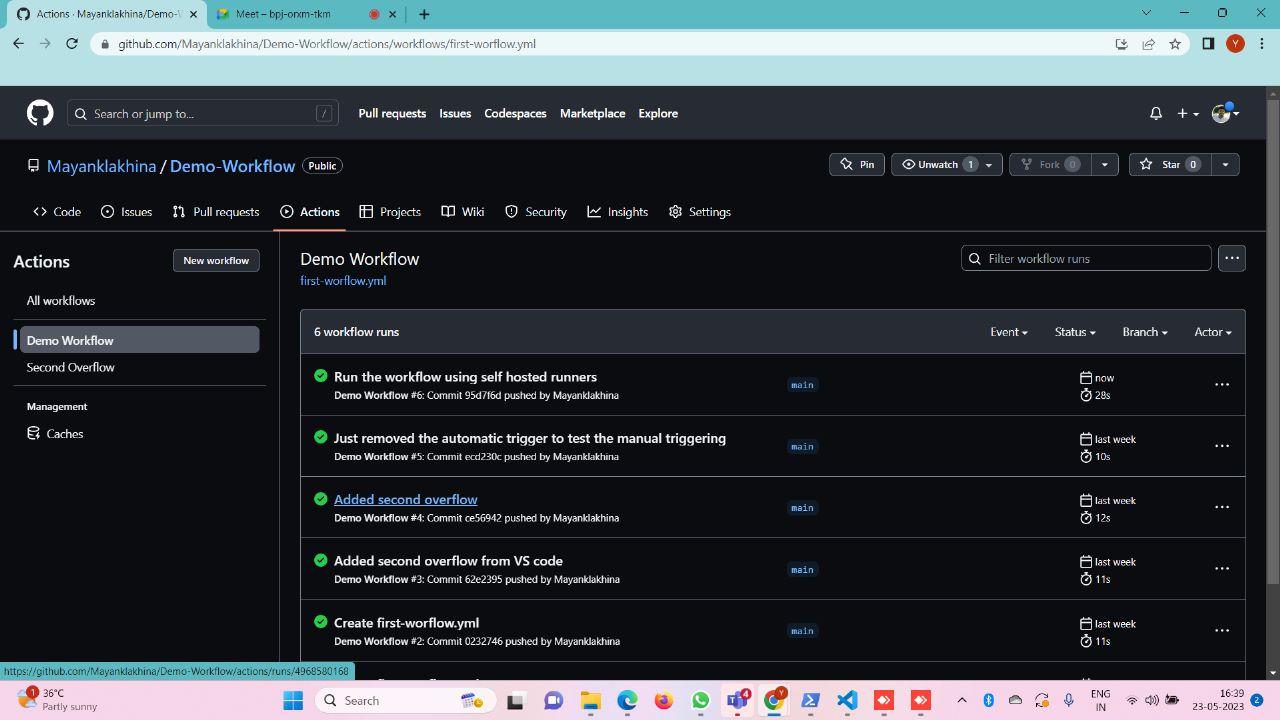 Actions · Mayanklakhina/Demo-W
Meet – bpj-orxm-tkm
github.com/Mayanklakhina/Demo-Workflow/actions/workflows/first-worflow.yml
Y
Search or jump to...
/
Pull requests
Issues
Codespaces
Marketplace
Explore
Mayanklakhina / Demo-Workflow
Public
Pin
Unwatch 1
Fork 0
Star 0
Code
Issues
Pull requests
Actions
Projects
Wiki
Security
Insights
Settings
Actions
New workflow
All workflows
Demo Workflow
Second Overflow
Management
Caches
Demo Workflow
first-worflow.yml
Filter workflow runs
6 workflow runs
Event
Status
Branch
Actor
Run the workflow using self hosted runners
Demo Workflow #6: Commit 95d7f6d pushed by Mayanklakhina
main
now
28s
Just removed the automatic trigger to test the manual triggering
Demo Workflow #5: Commit ecd230c pushed by Mayanklakhina
main
last week
10s
Added second overflow
Demo Workflow #4: Commit ce56942 pushed by Mayanklakhina
main
last week
12s
Added second overflow from VS code
Demo Workflow #3: Commit 62e2395 pushed by Mayanklakhina
main
last week
11s
Create first-worflow.yml
Demo Workflow #2: Commit 0232746 pushed by Mayanklakhina
main
last week
11s
https://github.com/Mayanklakhina/Demo-Workflow/actions/runs/4968580168
1
36°C
Partly sunny
Search
4
Y
ENG
IN
16:39
23-05-2023
2